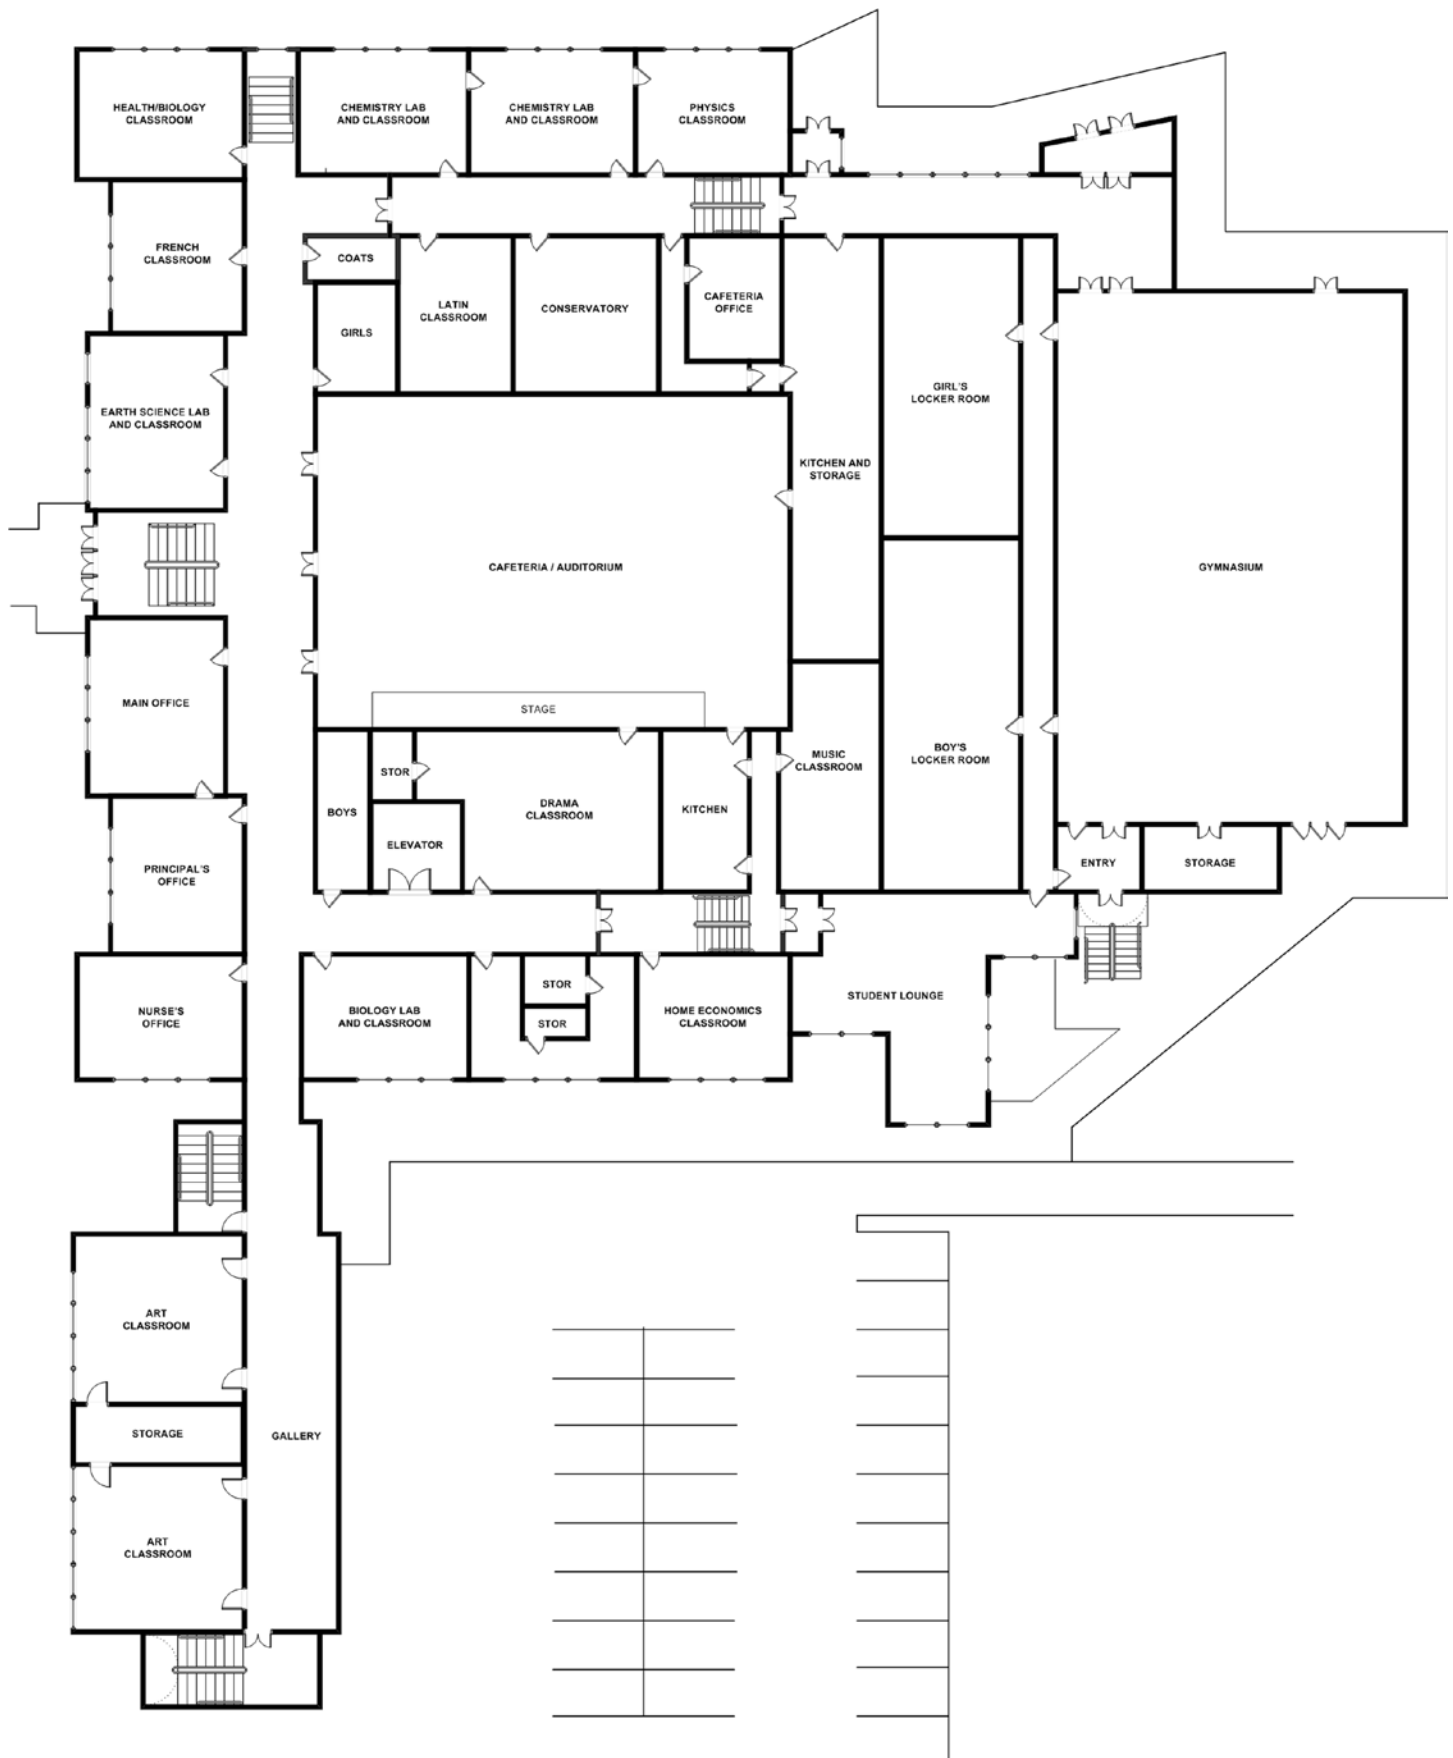 HEALTH/BIOLOGY
CLASSROOM
CHEMISTRY LAB
AND CLASSROOM
CHEMISTRY LAB
AND CLASSROOM
PHYSICS
CLASSROOM
FRENCH
CLASSROOM
COATS
GIRLS
LATIN
CLASSROOM
CONSERVATORY
CAFETERIA
OFFICE
GIRL'S
LOCKER ROOM
EARTH SCIENCE LAB
AND CLASSROOM
KITCHEN AND
STORAGE
CAFETERIA / AUDITORIUM
GYMNASIUM
MAIN OFFICE
STAGE
MUSIC
CLASSROOM
BOY'S
LOCKER ROOM
STOR
BOYS
DRAMA
CLASSROOM
KITCHEN
ELEVATOR
PRINCIPAL'S
OFFICE
ENTRY
STORAGE
NURSE'S
OFFICE
BIOLOGY LAB
AND CLASSROOM
STOR
STOR
HOME ECONOMICS
CLASSROOM
STUDENT LOUNGE
ART
CLASSROOM
STORAGE
GALLERY
ART
CLASSROOM